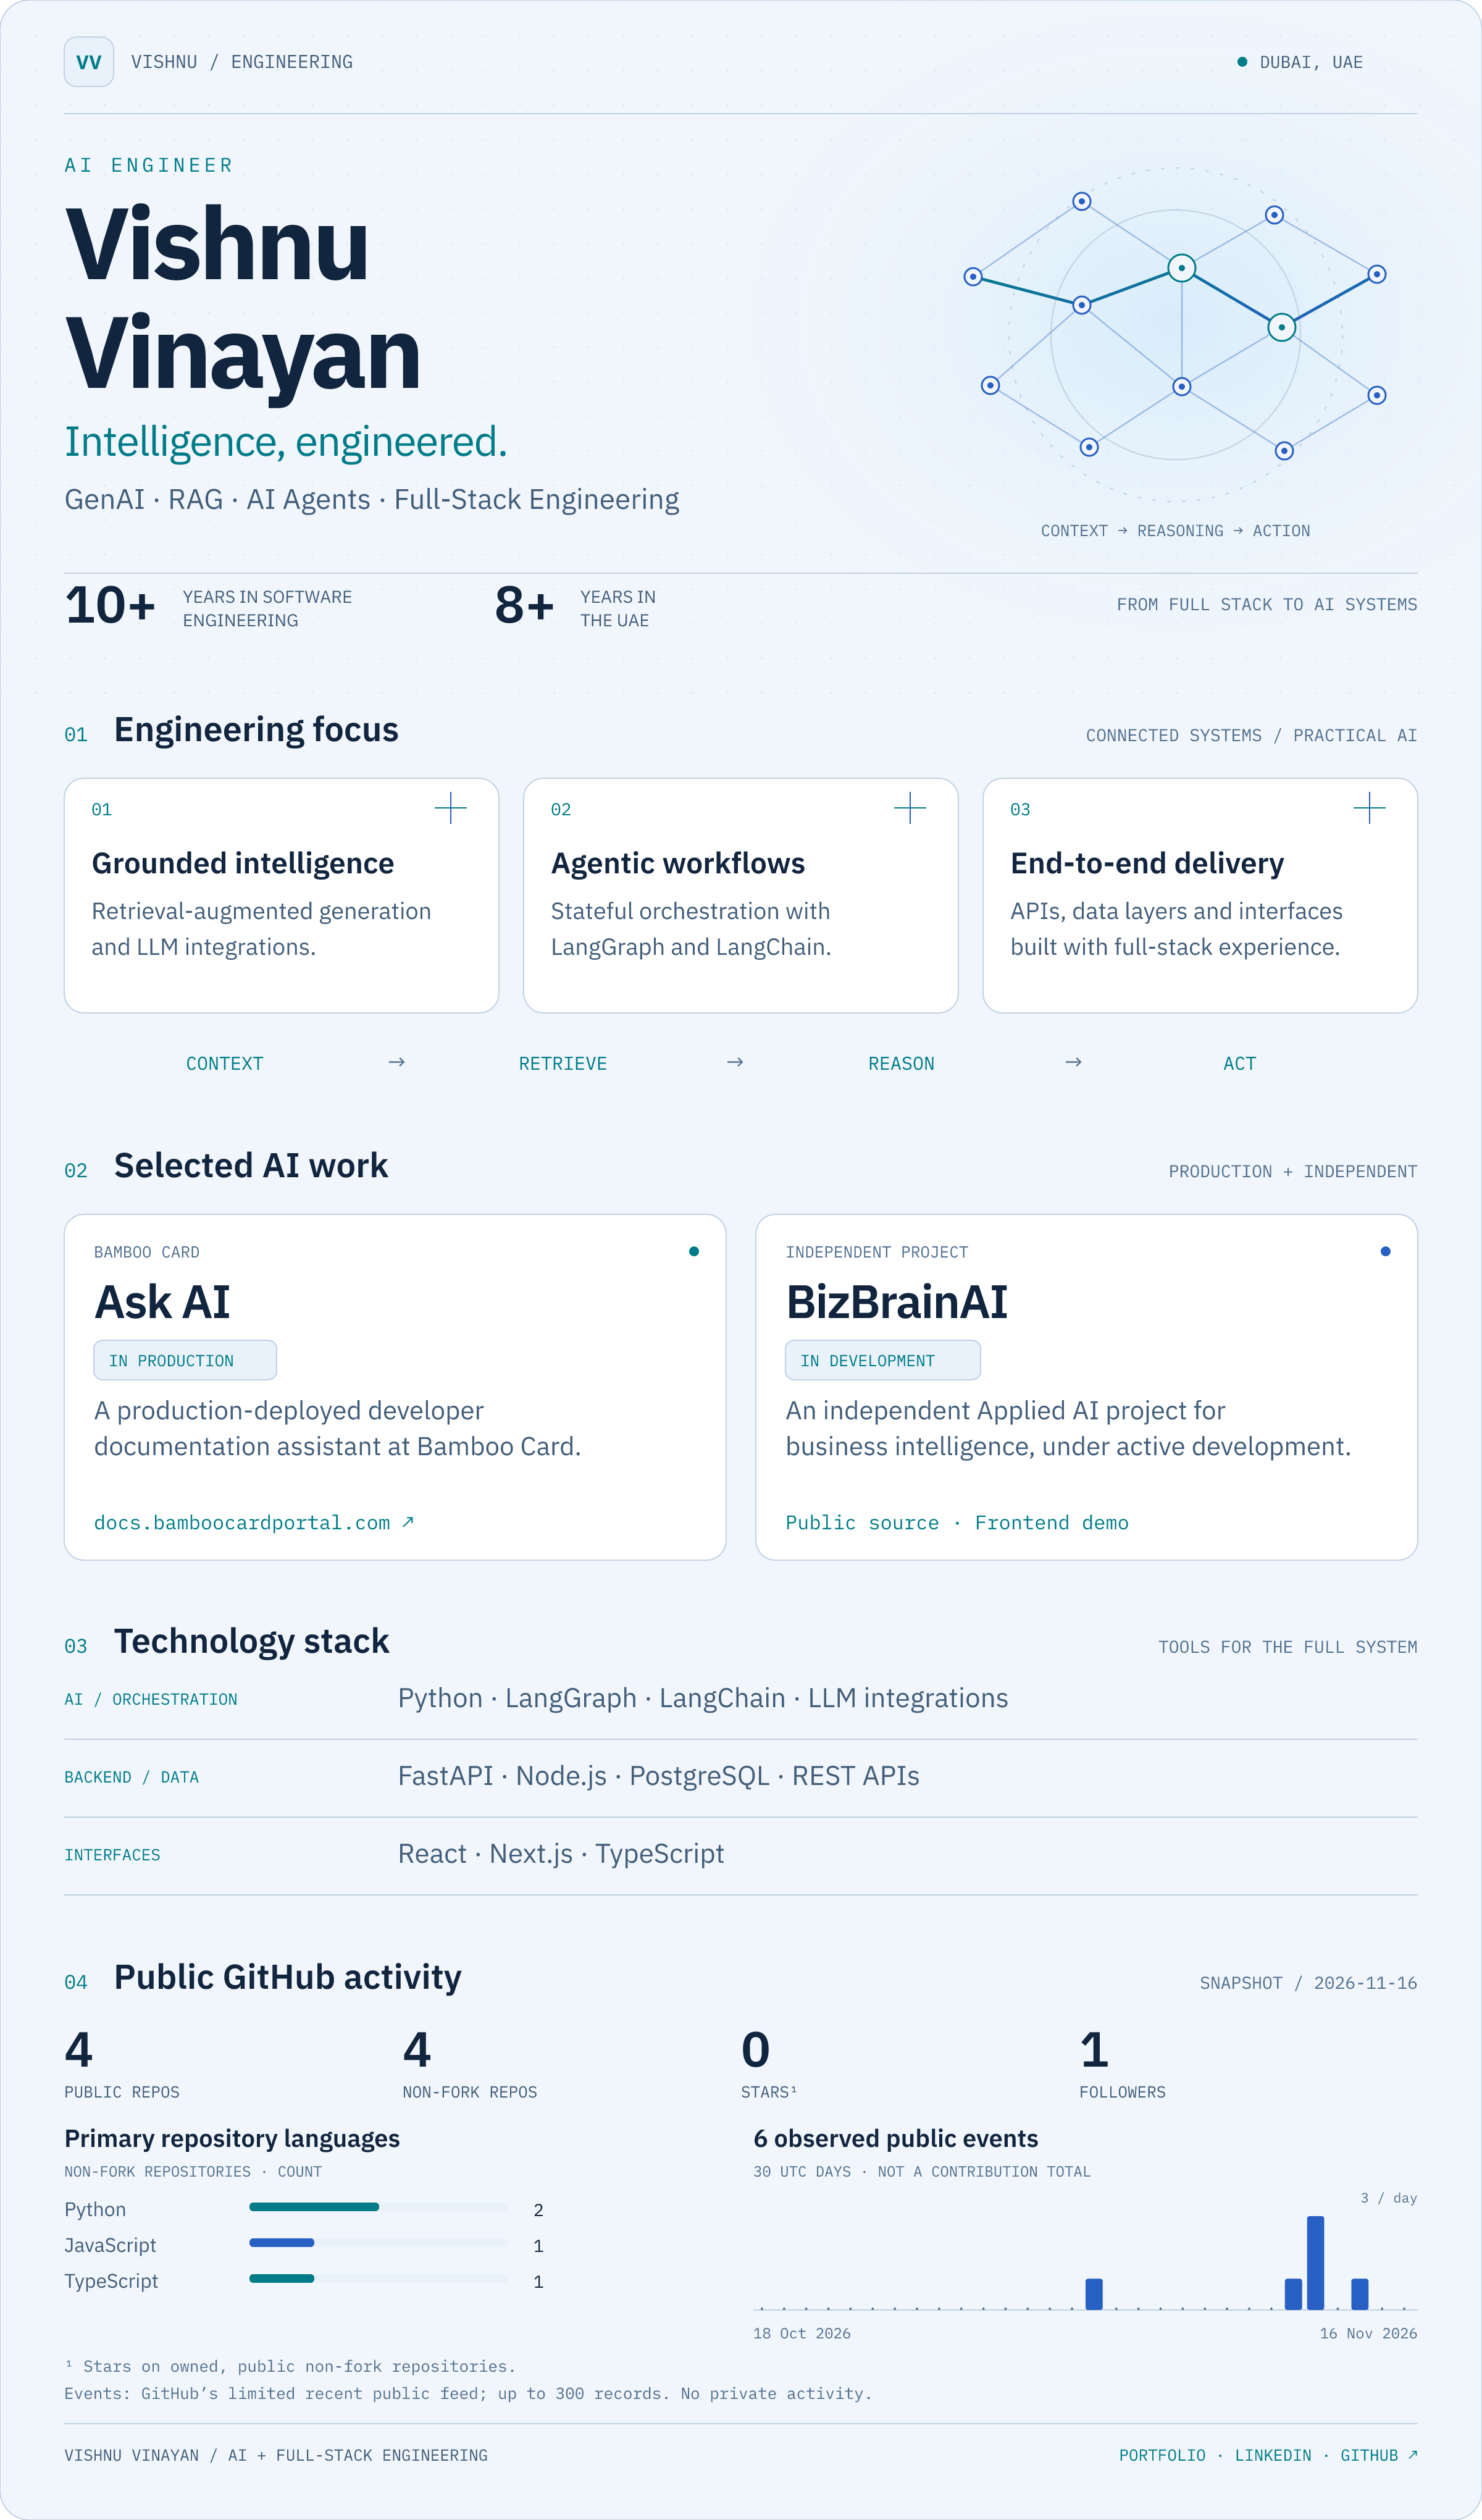 VV VISHNU / ENGINEERING
DUBAI, UAE
AI ENGINEER
Vishnu
Vinayan
Intelligence, engineered.
GenAI · RAG · AI Agents · Full-Stack Engineering
CONTEXT → REASONING → ACTION
10+ YEARS IN SOFTWARE
ENGINEERING
8+ YEARS IN
THE UAE
FROM FULL STACK TO AI SYSTEMS
01 Engineering focus
CONNECTED SYSTEMS / PRACTICAL AI
01
Grounded intelligence
Retrieval-augmented generation
and LLM integrations.
02
Agentic workflows
Stateful orchestration with
LangGraph and LangChain.
03
End-to-end delivery
APIs, data layers and interfaces
built with full-stack experience.
CONTEXT → RETRIEVE → REASON → ACT
02 Selected AI work
PRODUCTION + INDEPENDENT
BAMBOO CARD
Ask AI
IN PRODUCTION
A production-deployed developer
documentation assistant at Bamboo Card.
docs.bamboocardportal.com ↗
INDEPENDENT PROJECT
BizBrainAI
IN DEVELOPMENT
An independent Applied AI project for
business intelligence, under active development.
Public source · Frontend demo
03 Technology stack
TOOLS FOR THE FULL SYSTEM
AI / ORCHESTRATION Python · LangGraph · LangChain · LLM integrations
BACKEND / DATA FastAPI · Node.js · PostgreSQL · REST APIs
INTERFACES React · Next.js · TypeScript
04 Public GitHub activity
SNAPSHOT / 2026-11-16
4
PUBLIC REPOS
4
NON-FORK REPOS
0
STARS¹
1
FOLLOWERS
Primary repository languages
NON-FORK REPOSITORIES · COUNT
Python 2
JavaScript 1
TypeScript 1
6 observed public events
30 UTC DAYS · NOT A CONTRIBUTION TOTAL
3 / day
18 Oct 2026
16 Nov 2026
¹ Stars on owned, public non-fork repositories.
Events: GitHub’s limited recent public feed; up to 300 records. No private activity.
VISHNU VINAYAN / AI + FULL-STACK ENGINEERING
PORTFOLIO · LINKEDIN · GITHUB ↗